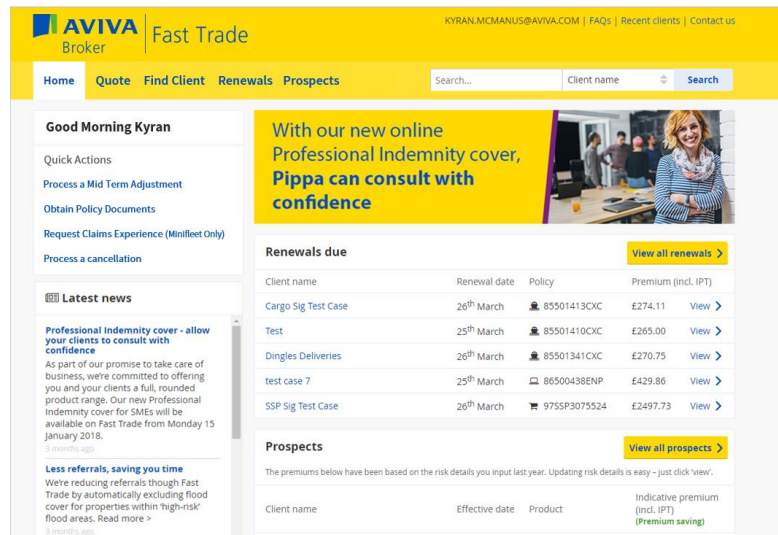 AVIVA
Broker
Fast Trade
KYRAN.MCMANUS@AVIVA.COM | FAQs | Recent clients | Contact us
Home Quote Find Client Renewals Prospects
Search... Client name Search
Good Morning Kyran
Quick Actions
Process a Mid Term Adjustment
Obtain Policy Documents
Request Claims Experience (Minifleet Only)
Process a cancellation
Latest news
Professional Indemnity cover - allow
your clients to consult with
confidence
As part of our promise to take care of
business, we're committed to offering
you and your clients a full, rounded
product range. Our new Professional
Indemnity cover for SMEs will be
available on Fast Trade from Monday 15
January 2018.
3 months ago
Less referrals, saving you time
We're reducing referrals though Fast
Trade by automatically excluding flood
cover for properties within 'high-risk'
flood areas. Read more >
3 months ago
With our new online
Professional Indemnity cover,
Pippa can consult with
confidence
Renewals due View all renewals
Client name Renewal date Policy Premium (incl. IPT)
Cargo Sig Test Case 26th March 85501413CXC £274.11 View
Test 25th March 85501410CXC £265.00 View
Dingles Deliveries 26th March 85501341CXC £270.75 View
test case 7 25th March 86500438ENP £429.86 View
SSP Sig Test Case 26th March 97SSP3075524 £2497.73 View
Prospects View all prospects
The premiums below have been based on the risk details you input last year. Updating risk details is easy – just click 'view'.
Client name Effective date Product Indicative premium
(incl. IPT)
(Premium saving)